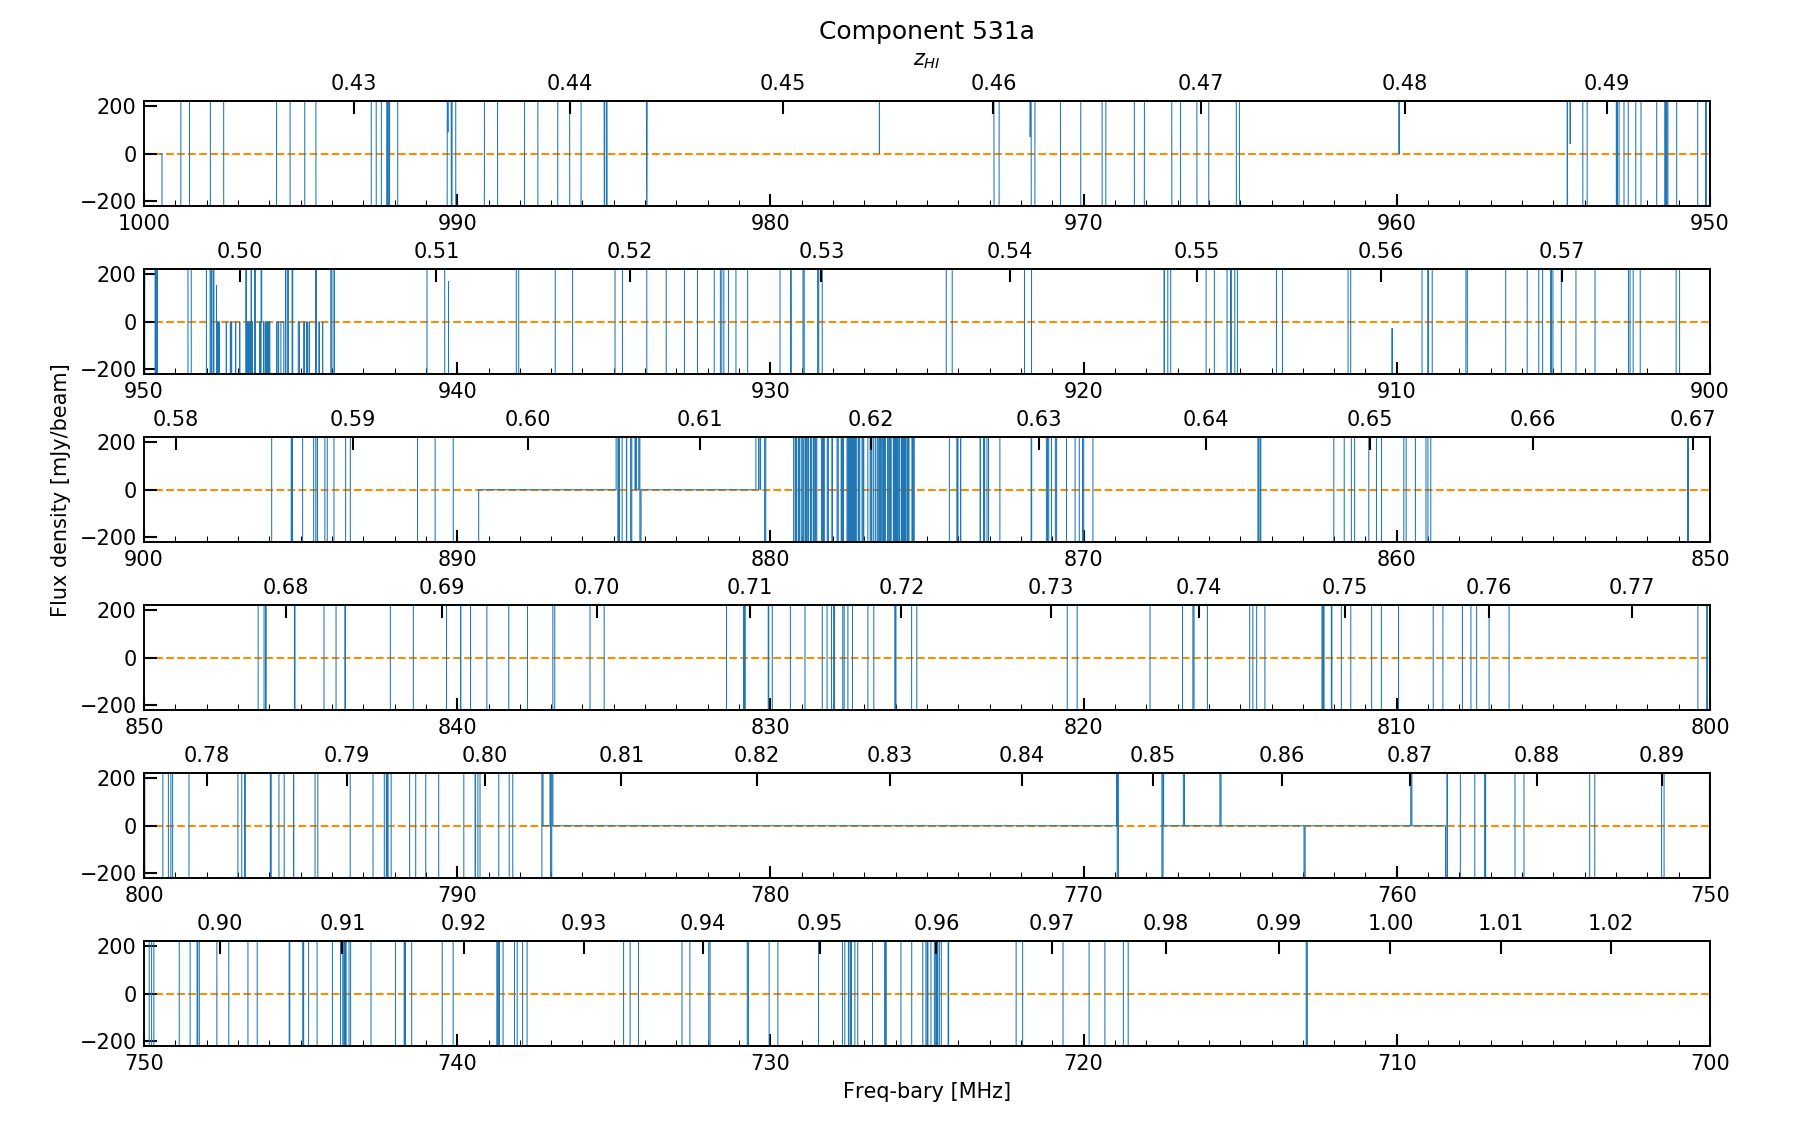 Component 531a
z_HI
0.43 0.44 0.45 0.46 0.47 0.48 0.49
200
0
−200
1000 990 980 970 960 950
0.50 0.51 0.52 0.53 0.54 0.55 0.56 0.57
200
0
−200
950 940 930 920 910 900
0.58 0.59 0.60 0.61 0.62 0.63 0.64 0.65 0.66 0.67
200
0
−200
900 890 880 870 860 850
Flux density [mJy/beam]
0.68 0.69 0.70 0.71 0.72 0.73 0.74 0.75 0.76 0.77
200
0
−200
850 840 830 820 810 800
0.78 0.79 0.80 0.81 0.82 0.83 0.84 0.85 0.86 0.87 0.88 0.89
200
0
−200
800 790 780 770 760 750
0.90 0.91 0.92 0.93 0.94 0.95 0.96 0.97 0.98 0.99 1.00 1.01 1.02
200
0
−200
750 740 730 720 710 700
Freq-bary [MHz]